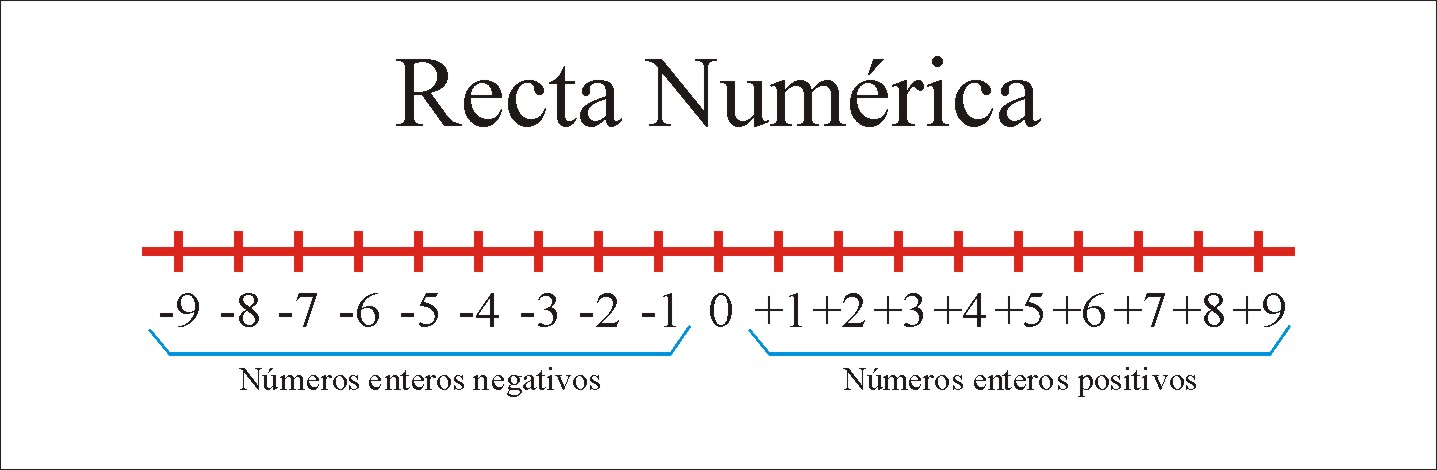 Recta Numérica
-9 -8 -7 -6 -5 -4 -3 -2 -1 0 +1 +2 +3 +4 +5 +6 +7 +8 +9
Números enteros negativos Números enteros positivos